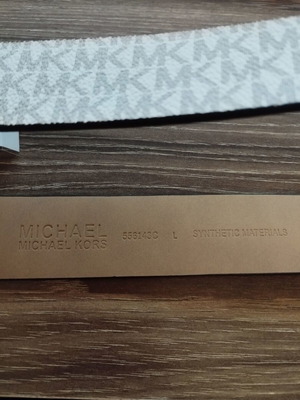 MICHAEL
MICHAEL KORS
L SYNTHETIC MATERIALS